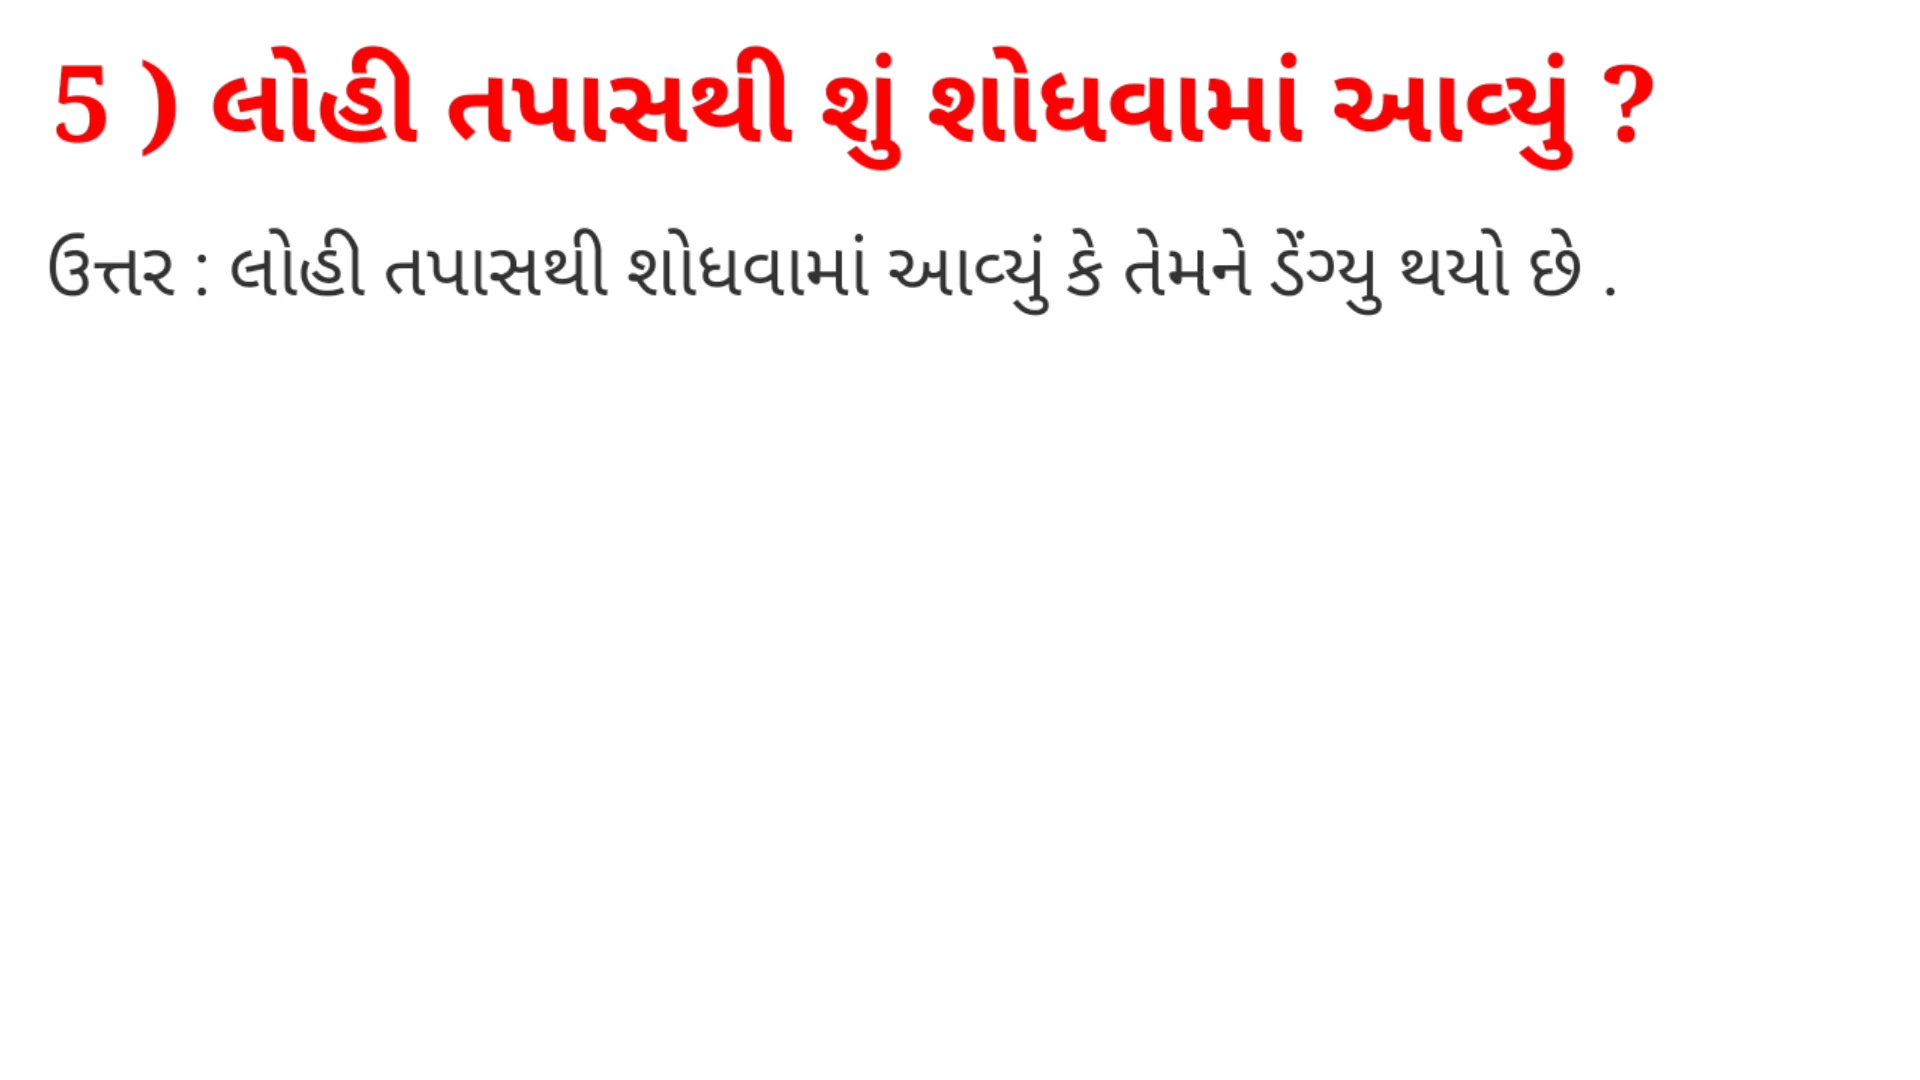 5 ) લોહી તપાસથી શું શોધવામાં આવ્યું ?
ઉત્તર : લોહી તપાસથી શોધવામાં આવ્યું કે તેમને ડેંગ્યુ થયો છે .